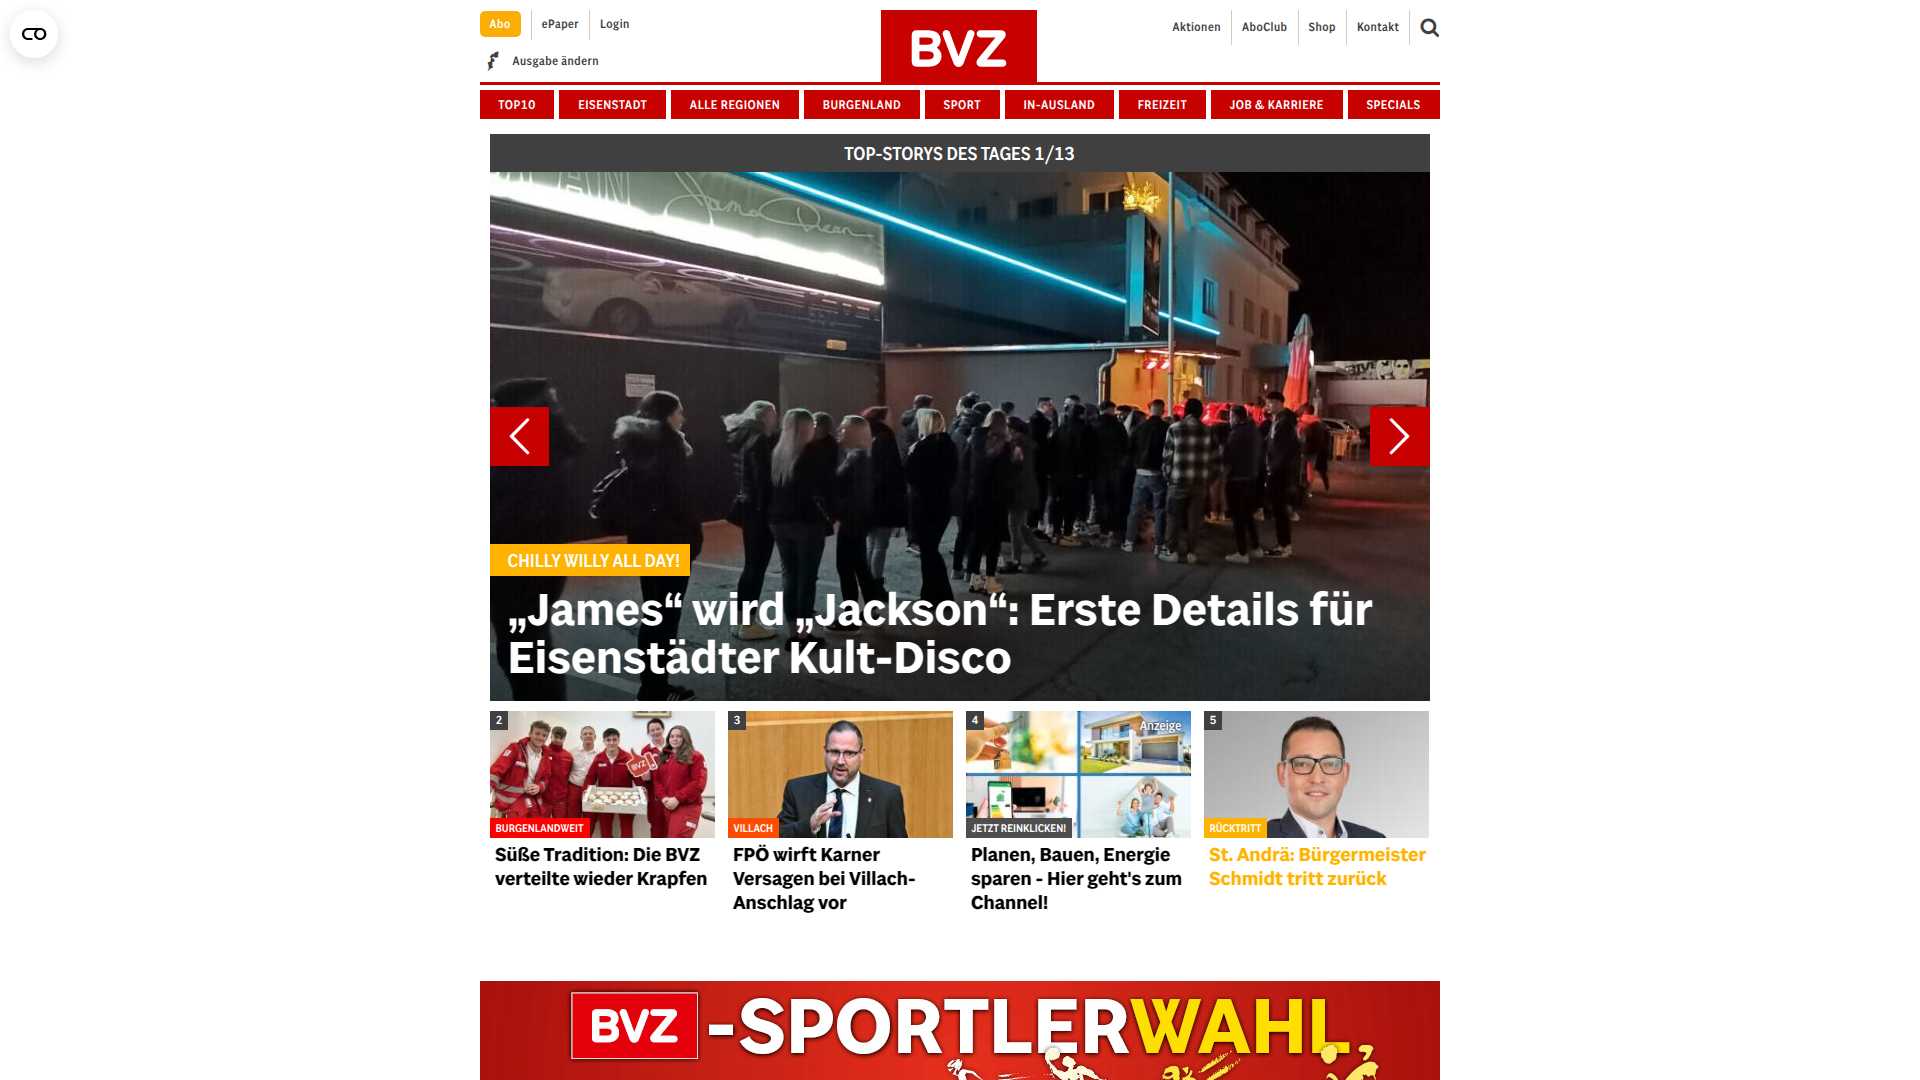 Abo
ePaper
Login
Ausgabe ändern
BVZ
Aktionen
AboClub
Shop
Kontakt
TOP10
EISENSTADT
ALLE REGIONEN
BURGENLAND
SPORT
IN-AUSLAND
FREIZEIT
JOB & KARRIERE
SPECIALS
TOP-STORYS DES TAGES 1/13
James Dean
CHILLY WILLY ALL DAY!
„James“ wird „Jackson“: Erste Details für
Eisenstädter Kult-Disco
2
BVZ
BURGENLANDWEIT
Süße Tradition: Die BVZ
verteilte wieder Krapfen
3
VILLACH
FPÖ wirft Karner
Versagen bei Villach-
Anschlag vor
4
Anzeige
JETZT REINKLICKEN!
Planen, Bauen, Energie
sparen - Hier geht's zum
Channel!
5
RÜCKTRITT
St. Andrä: Bürgermeister
Schmidt tritt zurück
BVZ -SPORTLERWAHL